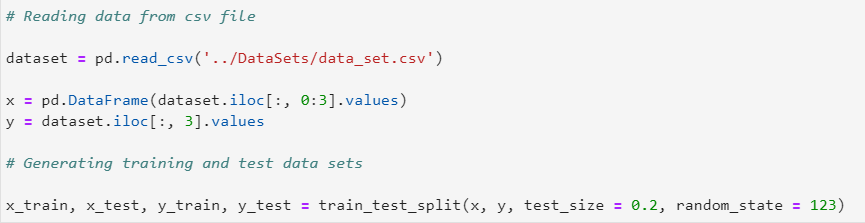 # Reading data from csv file
dataset = pd.read_csv('../DataSets/data_set.csv')
x = pd.DataFrame(dataset.iloc[:, 0:3].values)
y = dataset.iloc[:, 3].values
# Generating training and test data sets
x_train, x_test, y_train, y_test = train_test_split(x, y, test_size = 0.2, random_state = 123)